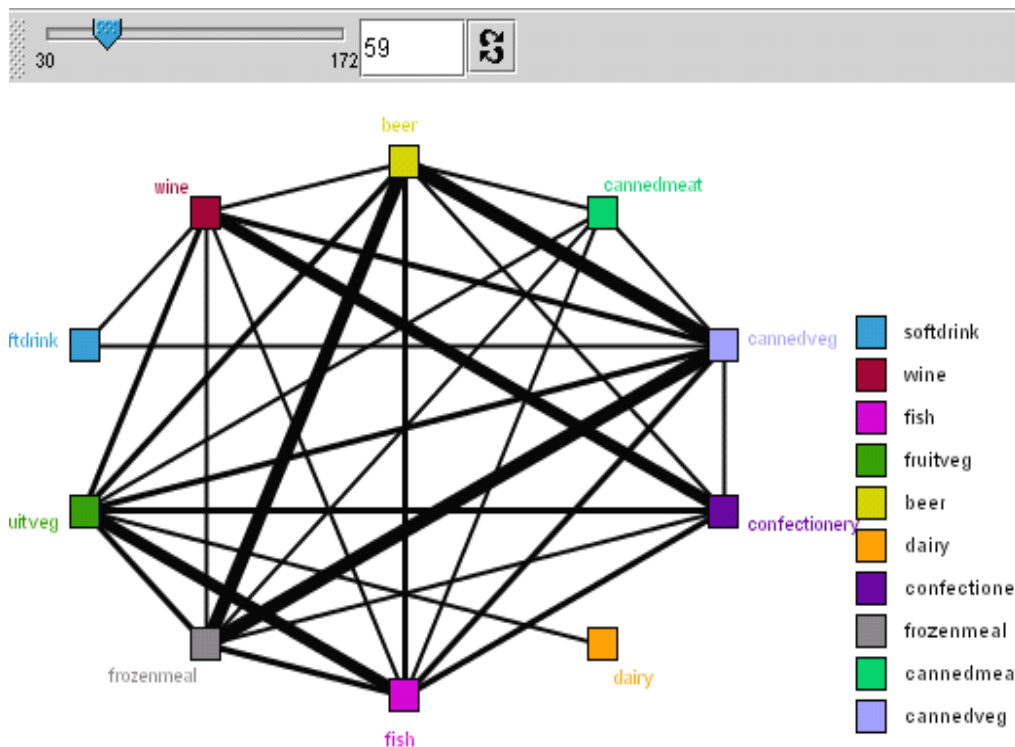 30
172
59
beer
wine
cannedmeat
ftdrink
cannedveg
uitveg
confectionery
frozenmeal
dairy
fish
softdrink
wine
fish
fruitveg
beer
dairy
confectione
frozenmeal
cannedmea
cannedveg